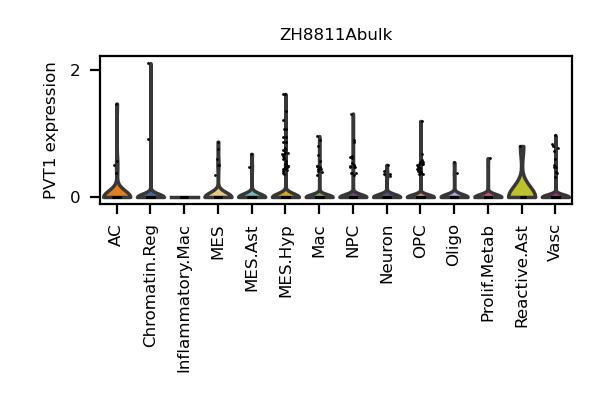 ZH8811Abulk
PVT1 expression
2
0
AC
Chromatin.Reg
Inflammatory.Mac
MES
MES.Ast
MES.Hyp
Mac
NPC
Neuron
OPC
Oligo
Prolif.Metab
Reactive.Ast
Vasc